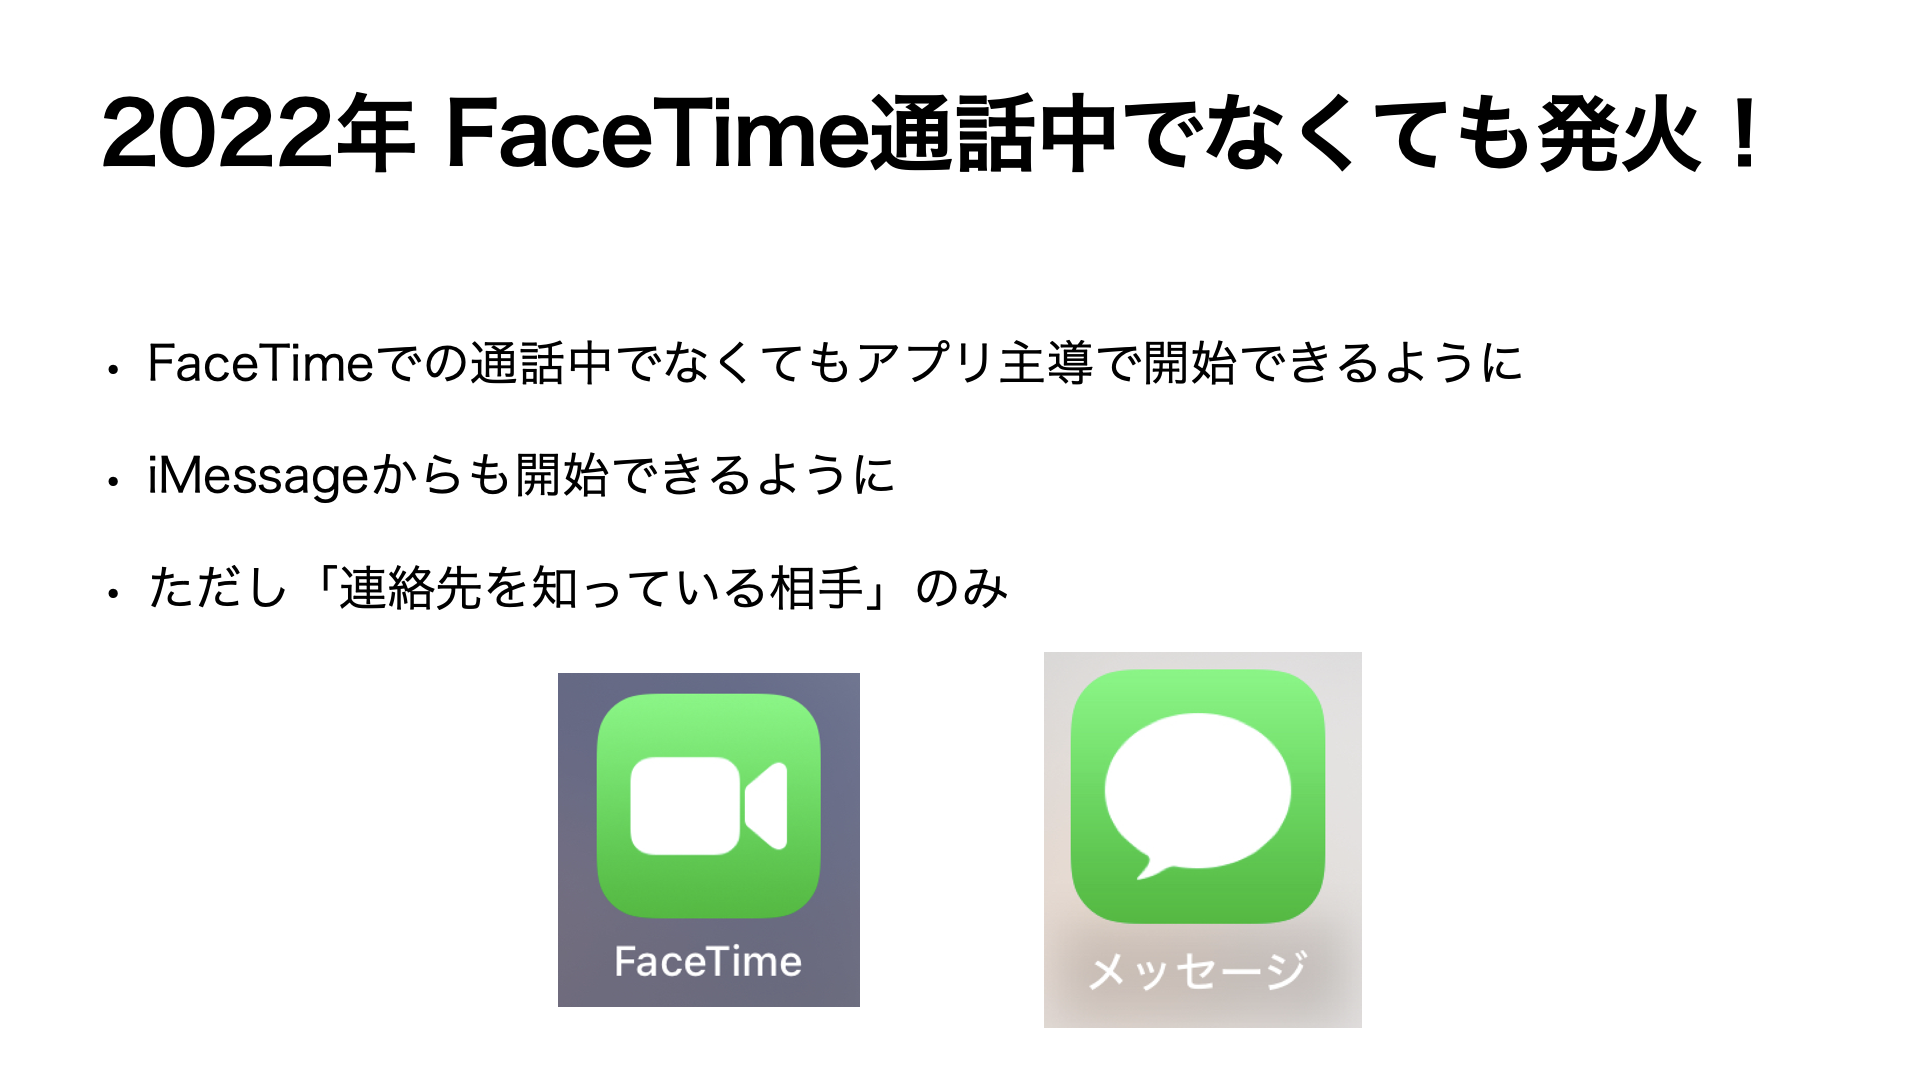 2022年 FaceTime通話中でなくても発火！
• FaceTimeでの通話中でなくてもアプリ主導で開始できるように
• iMessageからも開始できるように
• ただし「連絡先を知っている相手」のみ
FaceTime
メッセージ